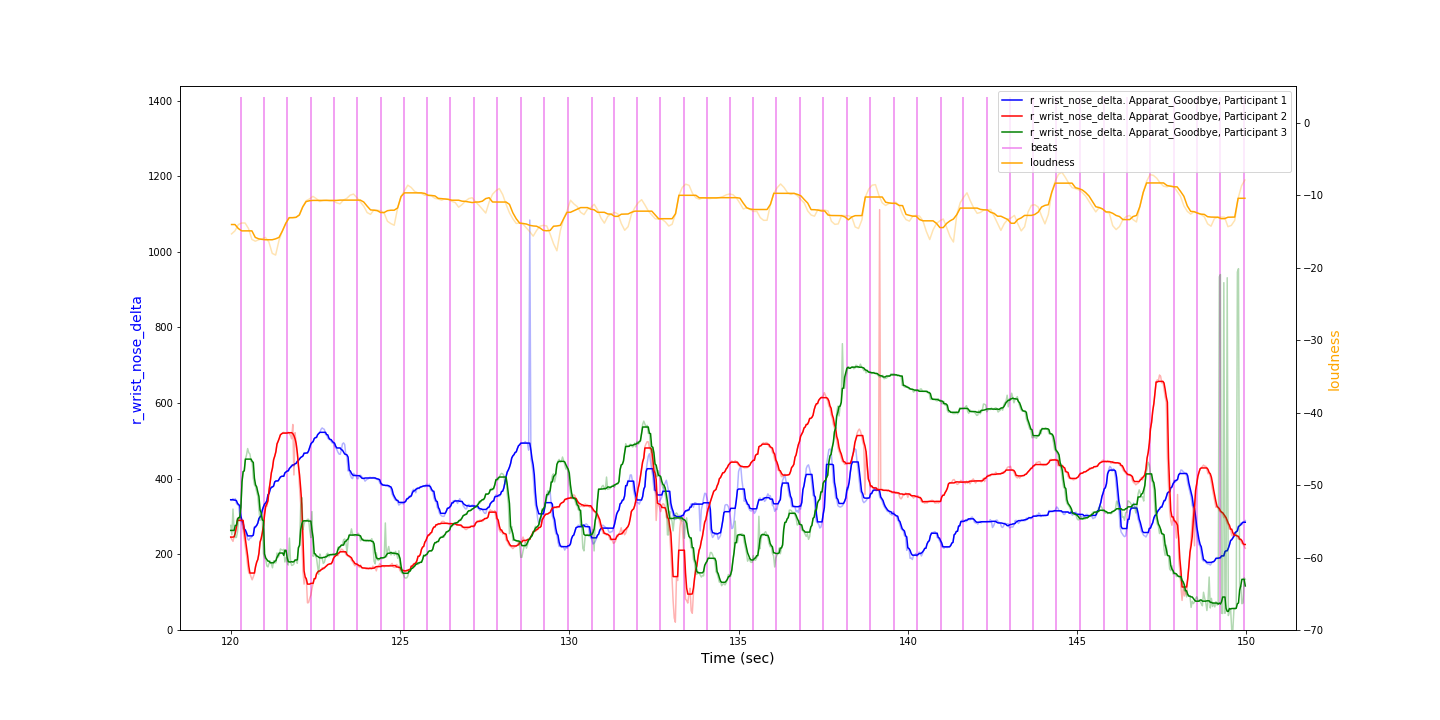 r_wrist_nose_delta. Apparat_Goodbye, Participant 1
r_wrist_nose_delta. Apparat_Goodbye, Participant 2
r_wrist_nose_delta. Apparat_Goodbye, Participant 3
beats
loudness
r_wrist_nose_delta
1400
1200
1000
800
600
400
200
0
0
−10
−20
−30
−40
−50
−60
−70
loudness
120 125 130 135 140 145 150
Time (sec)